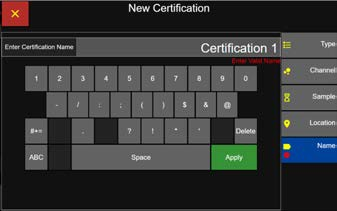 New Certification
Enter Certification Name Certification 1
Enter Valid Name
1 2 3 4 5 6 7 8 9 0
- / : ; ( ) $ & @
#+= . ? ! " ' Delete
ABC Space Apply
Type
Channel
Sample
Location
Name